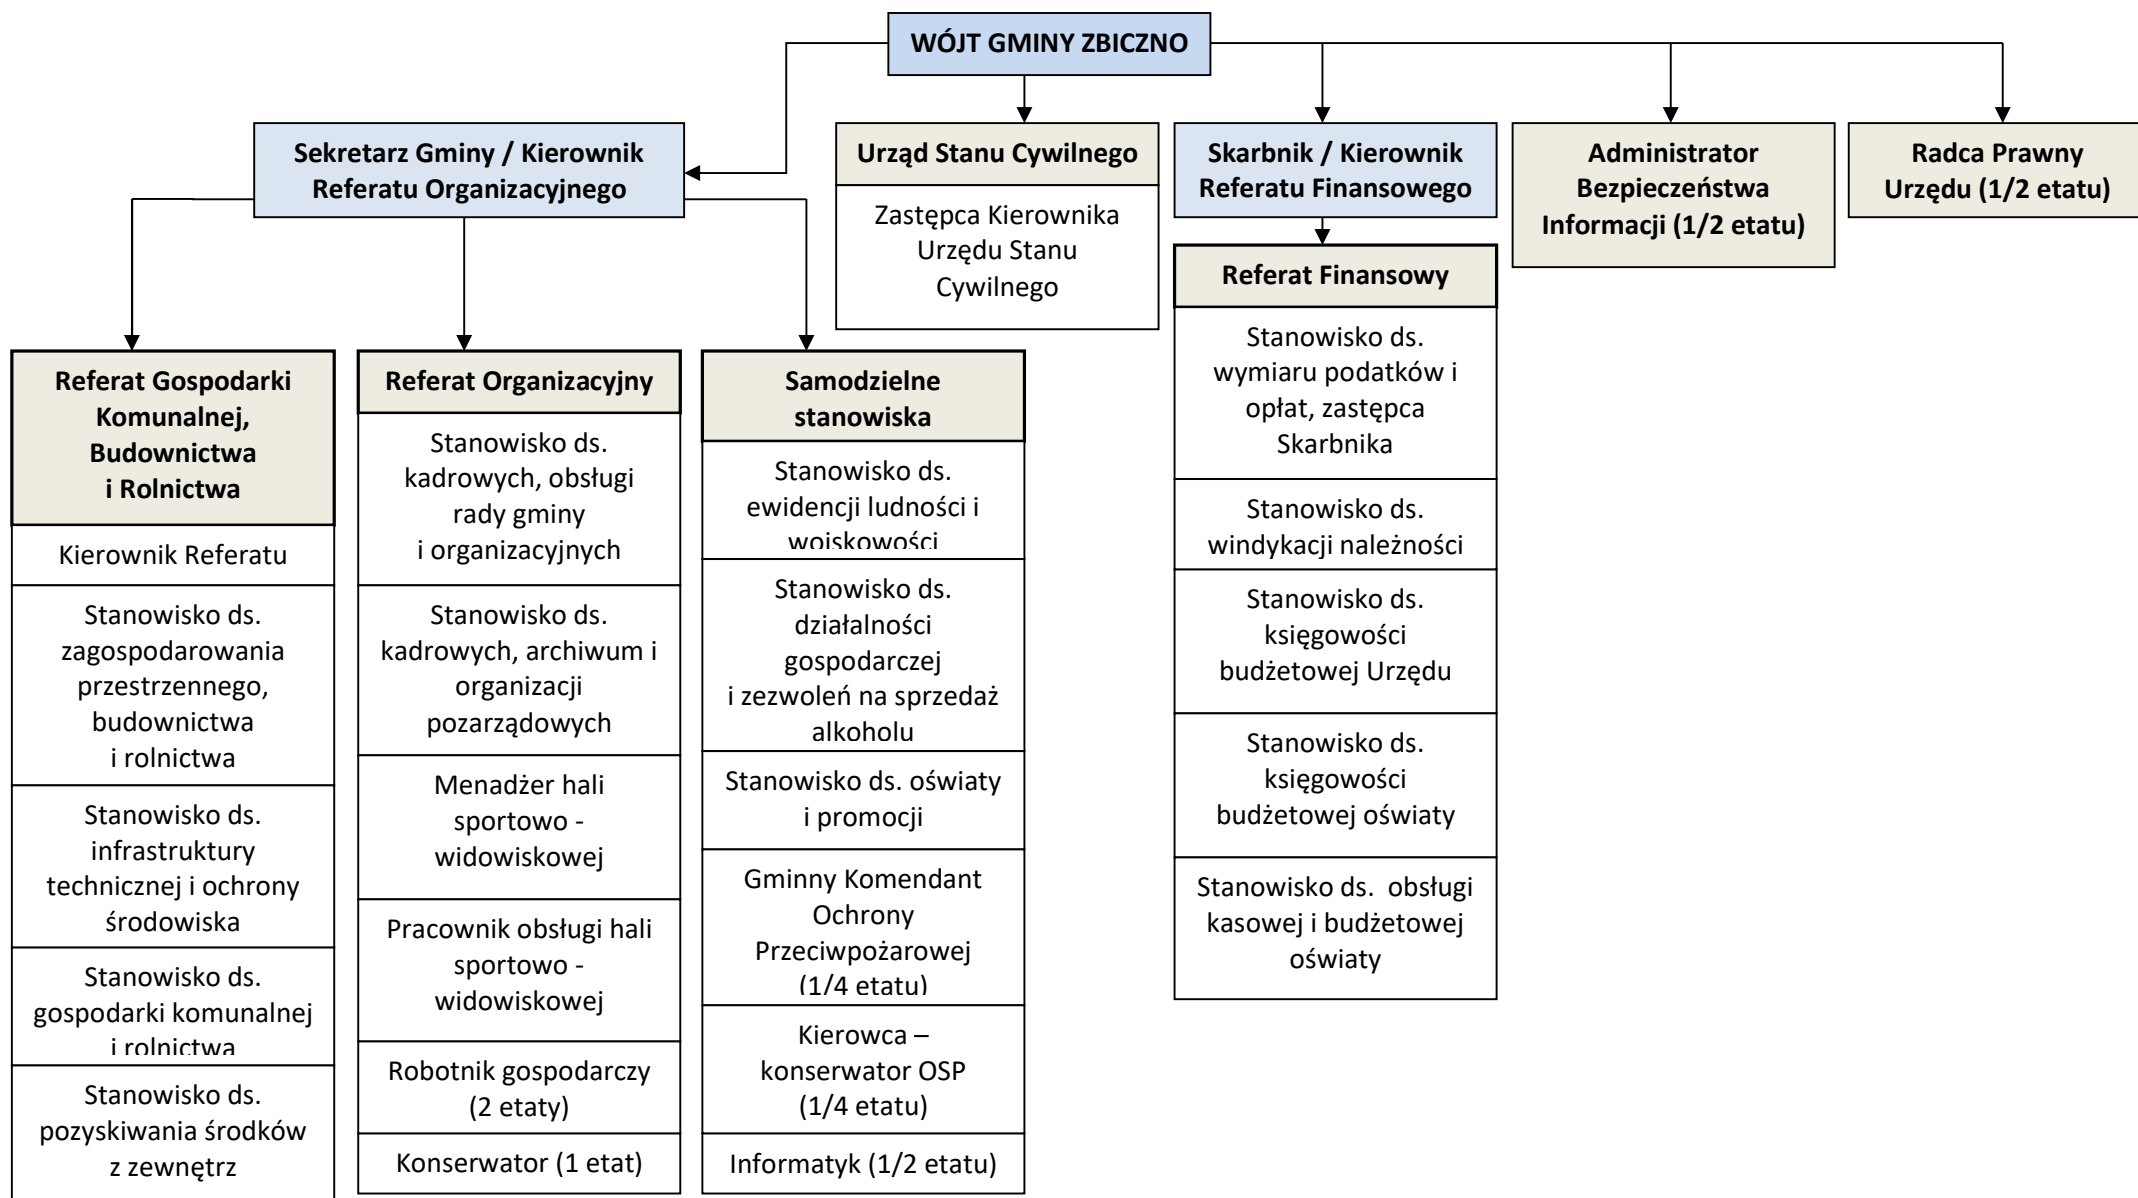 WÓJT GMINY ZBICZNO
Sekretarz Gminy / Kierownik
Referatu Organizacyjnego
Urząd Stanu Cywilnego
Zastępca Kierownika
Urzędu Stanu
Cywilnego
Skarbnik / Kierownik
Referatu Finansowego
Administrator
Bezpieczeństwa
Informacji (1/2 etatu)
Radca Prawny
Urzędu (1/2 etatu)
Referat Gospodarki
Komunalnej,
Budownictwa
i Rolnictwa
Kierownik Referatu
Stanowisko ds.
zagospodarowania
przestrzennego,
budownictwa
i rolnictwa
Stanowisko ds.
infrastruktury
technicznej i ochrony
środowiska
Stanowisko ds.
gospodarki komunalnej
i rolnictwa
Stanowisko ds.
pozyskiwania środków
z zewnętrz
Referat Organizacyjny
Stanowisko ds.
kadrowych, obsługi
rady gminy
i organizacyjnych
Stanowisko ds.
kadrowych, archiwum i
organizacji
pozarządowych
Menadżer hali
sportowo -
widowiskowej
Pracownik obsługi hali
sportowo -
widowiskowej
Robotnik gospodarczy
(2 etaty)
Konserwator (1 etat)
Samodzielne
stanowiska
Stanowisko ds.
ewidencji ludności i
wojskowości
Stanowisko ds.
działalności
gospodarczej
i zezwoleń na sprzedaż
alkoholu
Stanowisko ds. oświaty
i promocji
Gminny Komendant
Ochrony
Przeciwpożarowej
(1/4 etatu)
Kierowca –
konserwator OSP
(1/4 etatu)
Informatyk (1/2 etatu)
Referat Finansowy
Stanowisko ds.
wymiaru podatków i
opłat, zastępca
Skarbnika
Stanowisko ds.
windykacji należności
Stanowisko ds.
księgowości
budżetowej Urzędu
Stanowisko ds.
księgowości
budżetowej oświaty
Stanowisko ds. obsługi
kasowej i budżetowej
oświaty